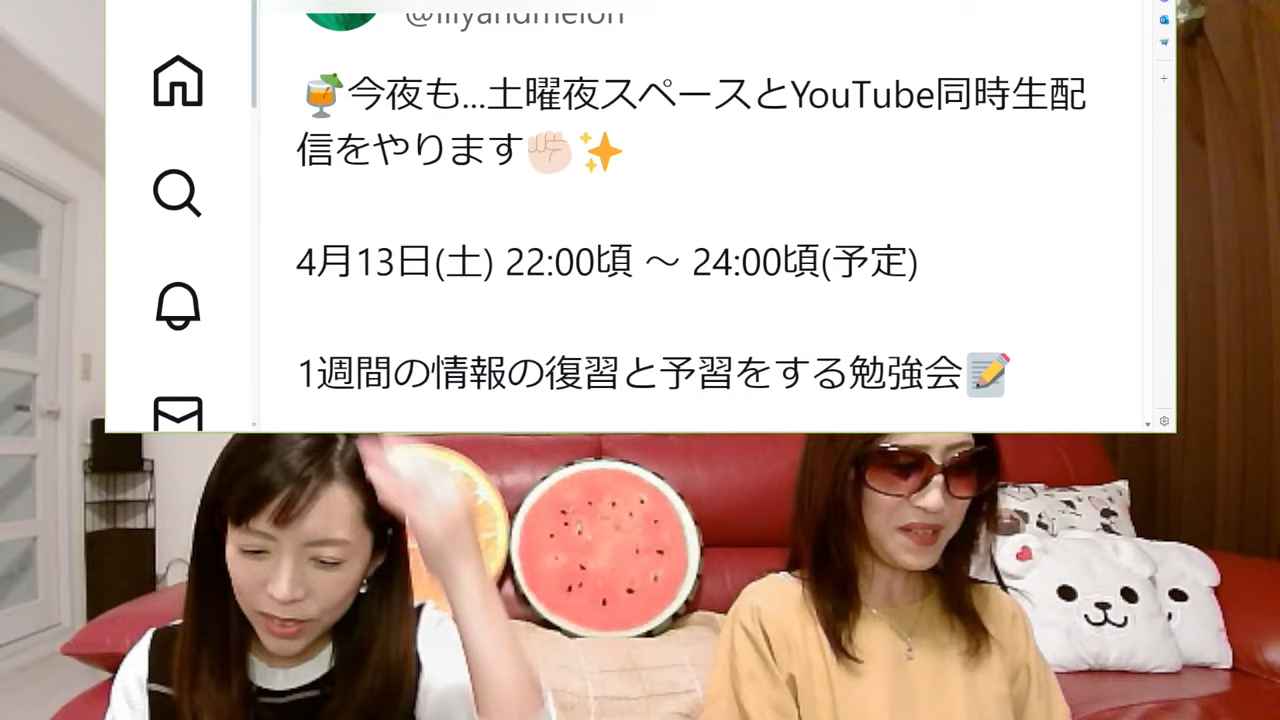 @lilyandmelon
🍹今夜も...土曜夜スペースとYouTube同時生配
信をやります✊🏻✨
4月13日(土) 22:00頃 ～ 24:00頃(予定)
1週間の情報の復習と予習をする勉強会📝